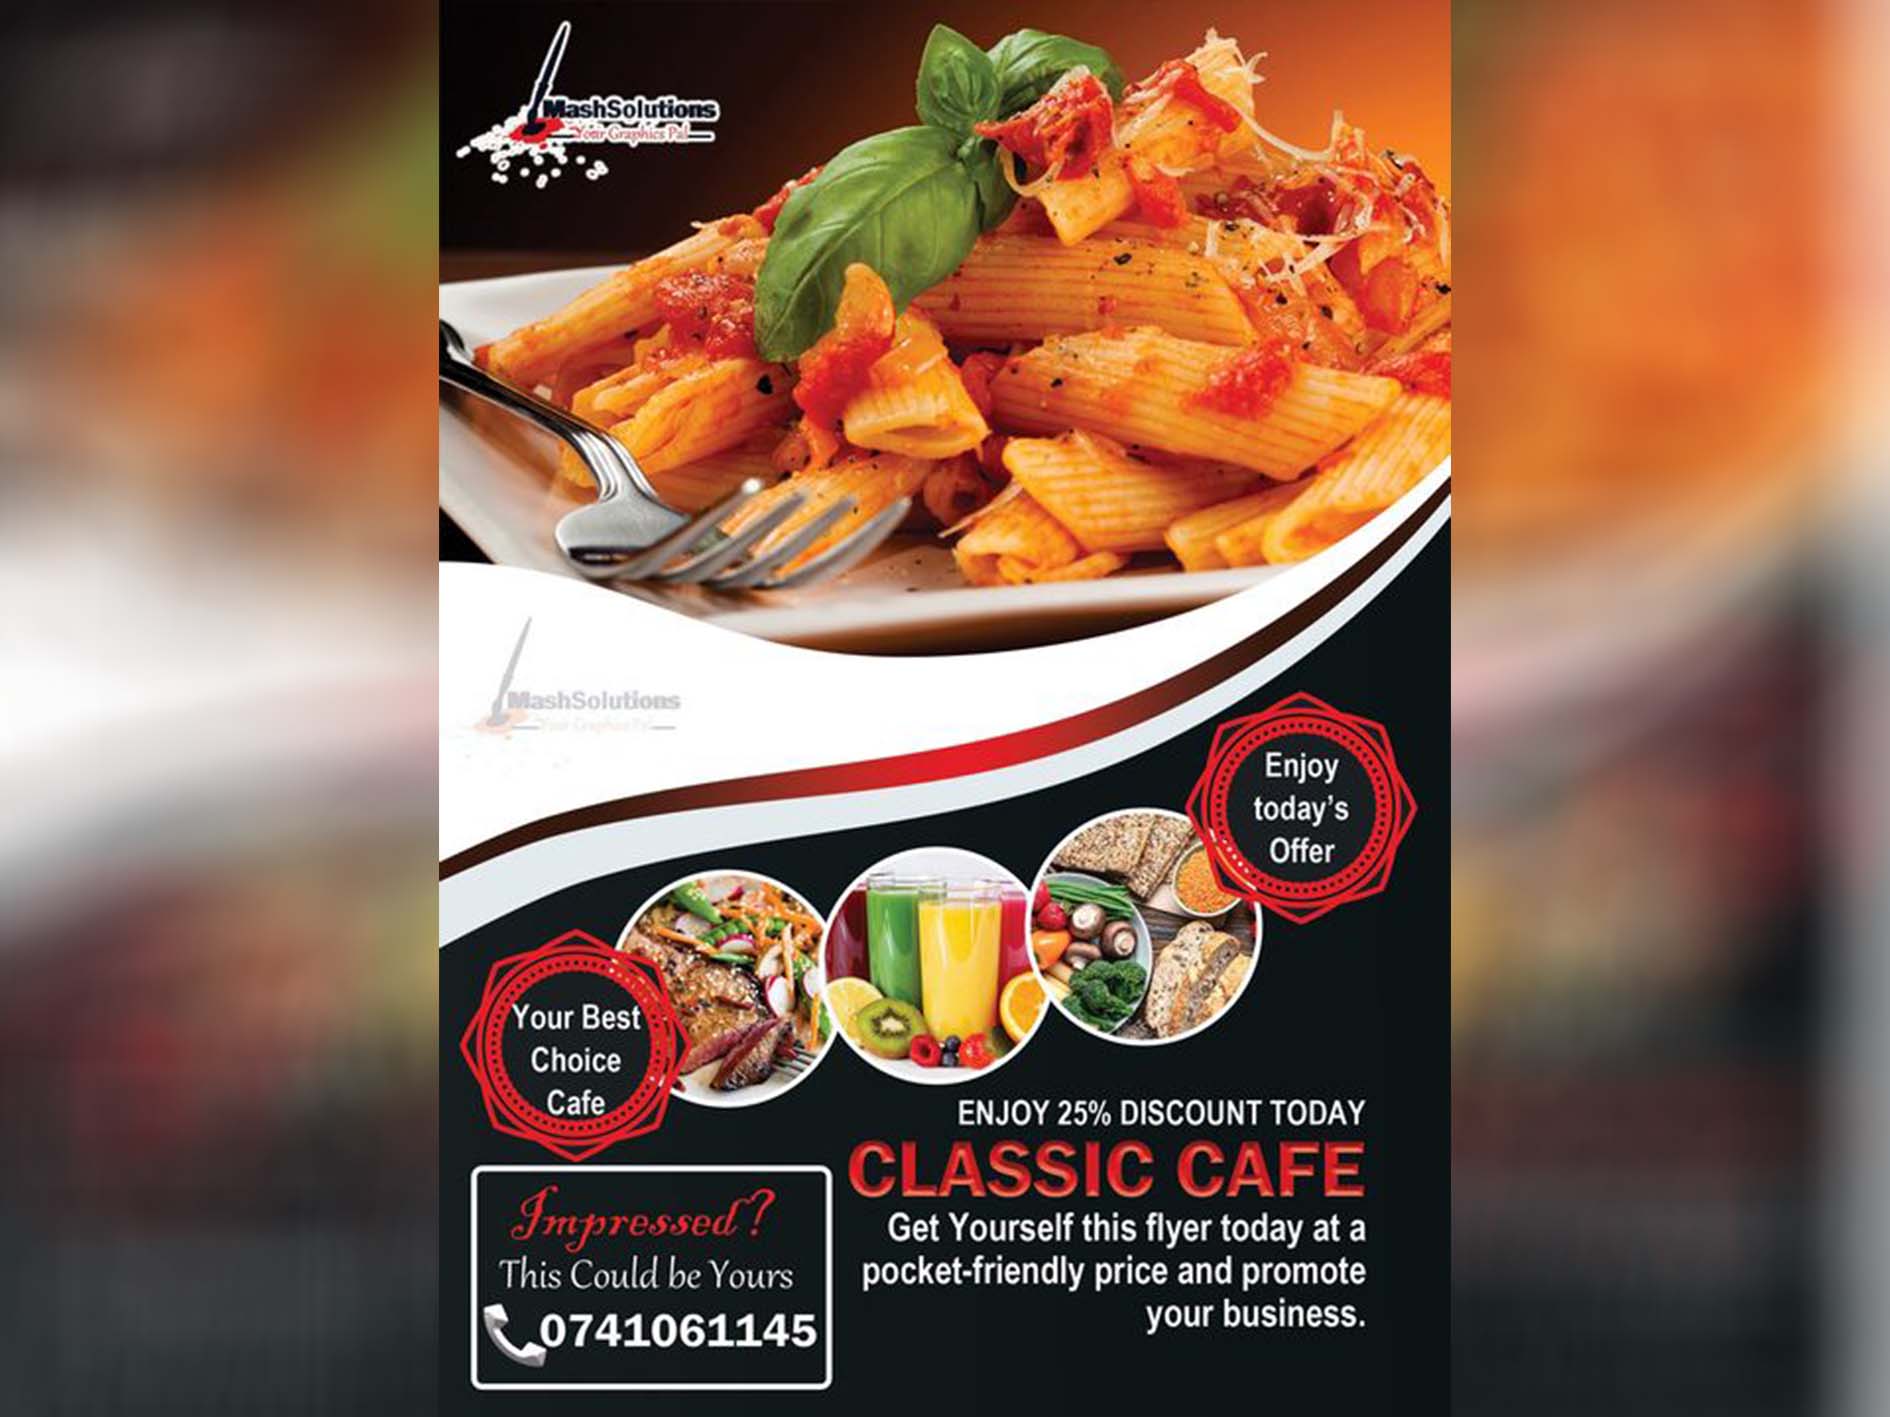 MashSolutions
Your Graphics Pal
MashSolutions
Your Graphics Pal
Enjoy
today's
Offer
Your Best
Choice
Cafe
ENJOY 25% DISCOUNT TODAY
CLASSIC CAFE
Get Yourself this flyer today at a
pocket-friendly price and promote
your business.
Impressed?
This Could be Yours
0741061145